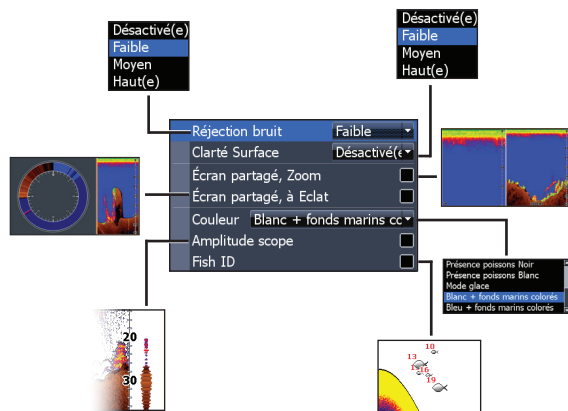 Désactivé(e)
Faible
Moyen
Haut(e)
Désactivé(e)
Faible
Moyen
Haut(e)
Réjection bruit Faible
Clarté Surface Désactivé(e
Écran partagé, Zoom
Écran partagé, à Eclat
Couleur Blanc + fonds marins cc
Amplitude scope
Fish ID
Présence poissons Noir
Présence poissons Blanc
Mode glace
Blanc + fonds marins colorés
Bleu + fonds marins colorés
20
30
10
13
16
19